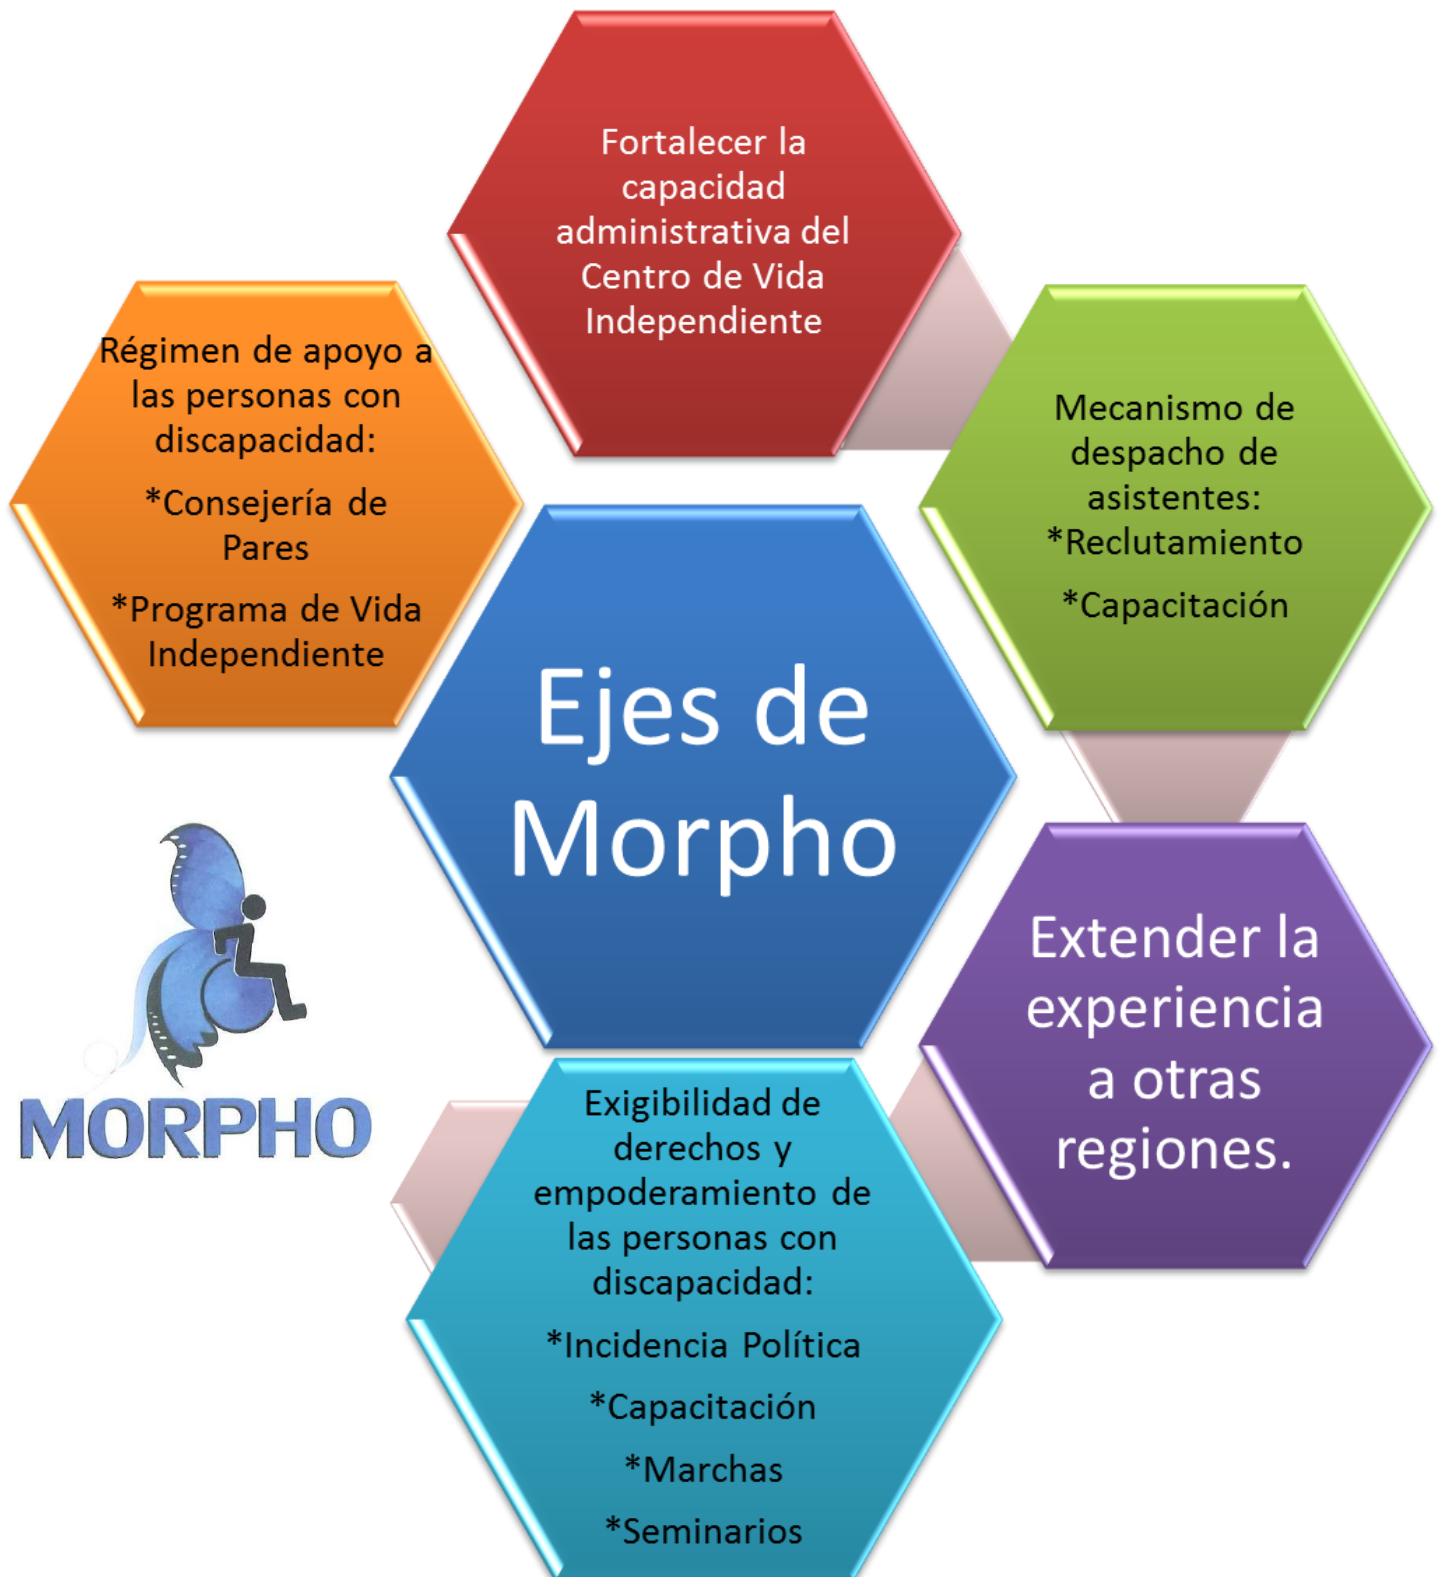 Fortalecer la
capacidad
administrativa del
Centro de Vida
Independiente
Régimen de apoyo a
las personas con
discapacidad:
*Consejería de
Pares
*Programa de Vida
Independiente
Mecanismo de
despacho de
asistentes:
*Reclutamiento
*Capacitación
Ejes de
Morpho
Extender la
experiencia
a otras
regiones.
MORPHO
Exigibilidad de
derechos y
empoderamiento de
las personas con
discapacidad:
*Incidencia Política
*Capacitación
*Marchas
*Seminarios